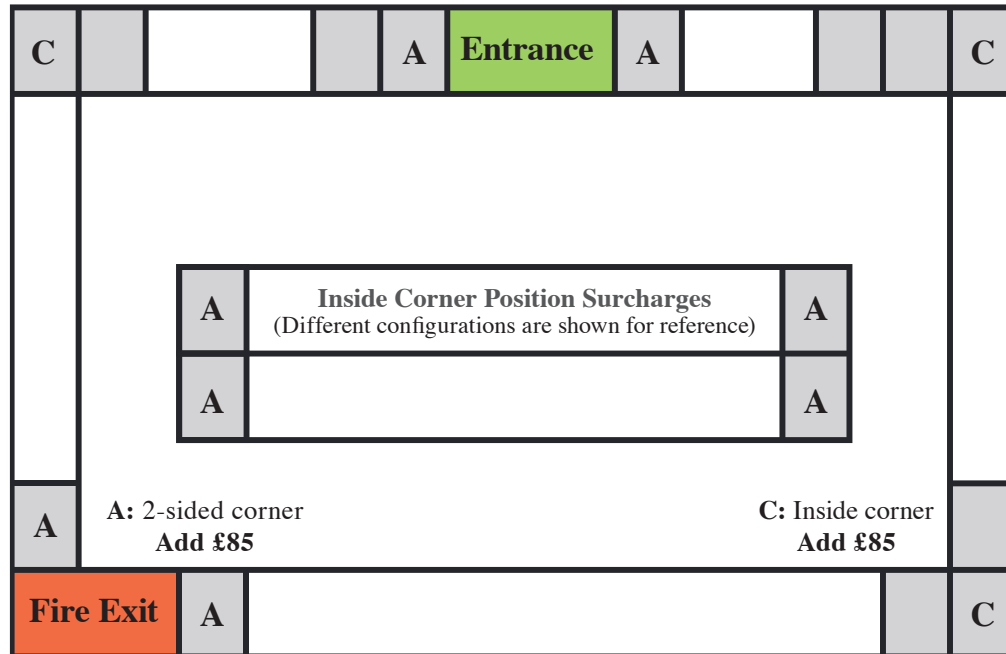 C
A
Entrance
A
C
A
Inside Corner Position Surcharges
(Different configurations are shown for reference)
A
A
A
A
A: 2-sided corner
Add £85
C: Inside corner
Add £85
Fire Exit
A
C